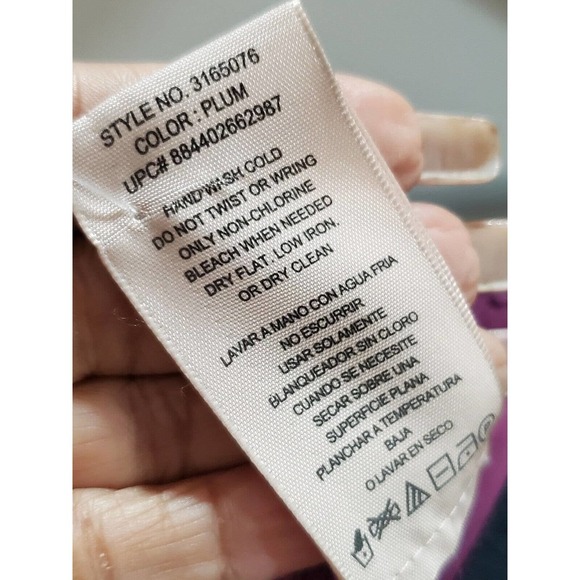 STYLE NO. 3165076
COLOR : PLUM
UPC# 884402662987
HAND WASH COLD
DO NOT TWIST OR WRING
ONLY NON-CHLORINE
BLEACH WHEN NEEDED
DRY FLAT, LOW IRON.
OR DRY CLEAN
LAVAR A MANO CON AGUA FRIA
NO ESCURRIR
USAR SOLAMENTE
BLANQUEADOR SIN CLORO
CUANDO SE NECESITE
SECAR SOBRE UNA
SUPERFICIE PLANA
PLANCHAR A TEMPERATURA
BAJA
O LAVAR EN SECO
P